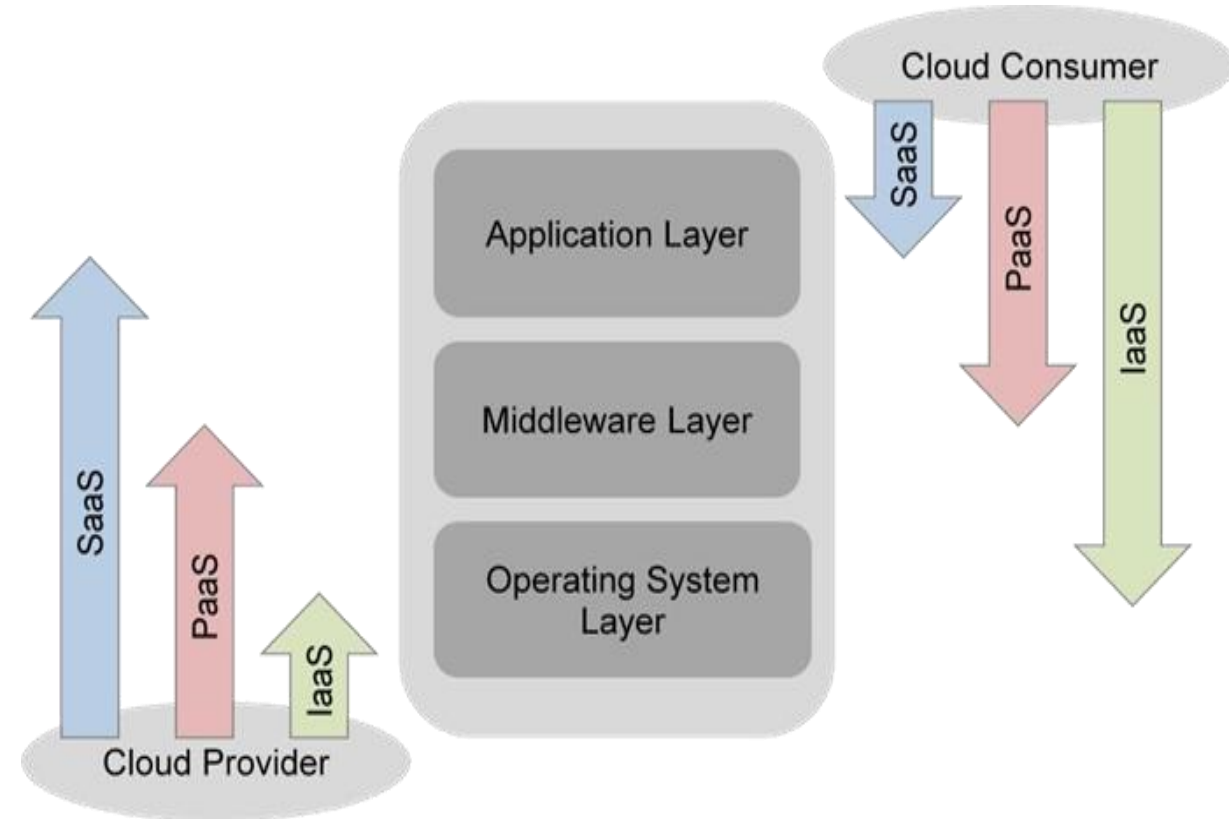 Cloud Consumer
SaaS
PaaS
IaaS
Application Layer
Middleware Layer
Operating System
Layer
SaaS
PaaS
IaaS
Cloud Provider